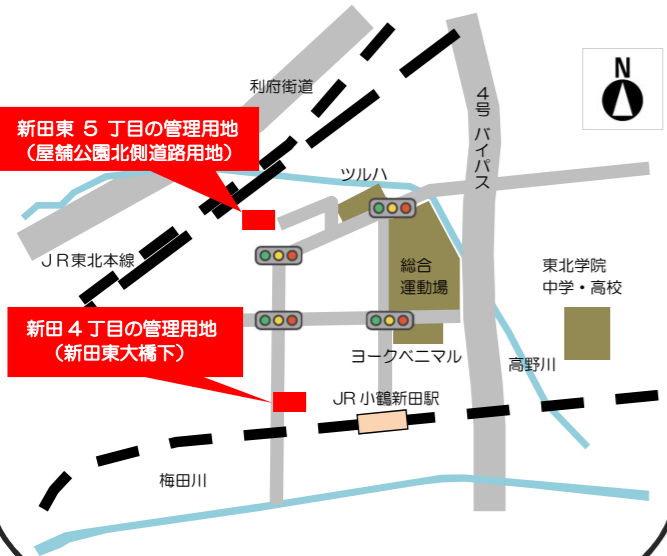 利府街道
N
4号 バイパス
新田東 5 丁目の管理用地
（屋舗公園北側道路用地）
ツルハ
JR東北本線
総合
運動場
東北学院
中学・高校
新田4丁目の管理用地
（新田東大橋下）
ヨークベニマル
高野川
JR小鶴新田駅
梅田川